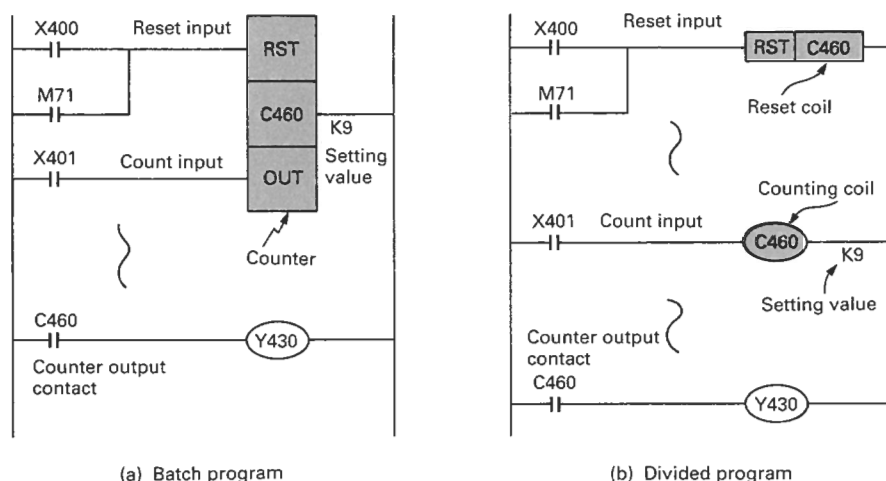 X400
Reset input
RST
M71
C460
K9
X401
Count input
Setting
value
OUT
Counter
C460
Y430
Counter output
contact
(a) Batch program
X400
Reset input
RST
C460
M71
Reset coil
Counting coil
X401
Count input
C460
K9
Setting value
Counter output
contact
C460
Y430
(b) Divided program